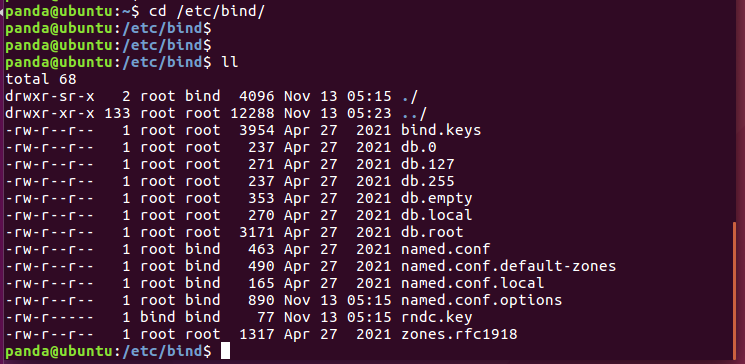 panda@ubuntu:~$ cd /etc/bind/
panda@ubuntu:/etc/bind$
panda@ubuntu:/etc/bind$
panda@ubuntu:/etc/bind$ ll
total 68
drwxr-sr-x   2 root bind  4096 Nov 13 05:15 ./
drwxr-xr-x 133 root root 12288 Nov 13 05:23 ../
-rw-r--r--   1 root root  3954 Apr 27  2021 bind.keys
-rw-r--r--   1 root root   237 Apr 27  2021 db.0
-rw-r--r--   1 root root   271 Apr 27  2021 db.127
-rw-r--r--   1 root root   237 Apr 27  2021 db.255
-rw-r--r--   1 root root   353 Apr 27  2021 db.empty
-rw-r--r--   1 root root   270 Apr 27  2021 db.local
-rw-r--r--   1 root root  3171 Apr 27  2021 db.root
-rw-r--r--   1 root bind   463 Apr 27  2021 named.conf
-rw-r--r--   1 root bind   490 Apr 27  2021 named.conf.default-zones
-rw-r--r--   1 root bind   165 Apr 27  2021 named.conf.local
-rw-r--r--   1 root bind   890 Nov 13 05:15 named.conf.options
-rw-r-----   1 bind bind    77 Nov 13 05:15 rndc.key
-rw-r--r--   1 root root  1317 Apr 27  2021 zones.rfc1918
panda@ubuntu:/etc/bind$